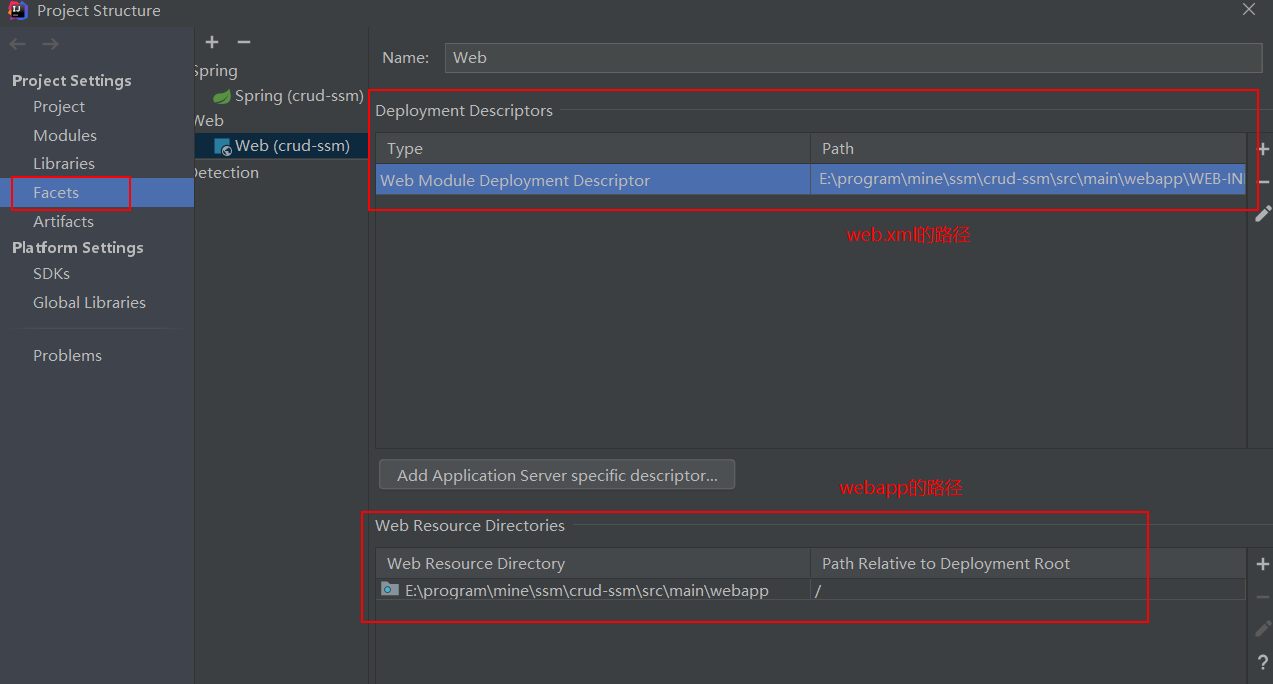 Project Structure
Project Settings
Project
Modules
Libraries
Facets
Artifacts
Platform Settings
SDKs
Global Libraries
Problems
Spring
Spring (crud-ssm)
Web
Web (crud-ssm)
Detection
Name:
Web
Deployment Descriptors
Type
Path
Web Module Deployment Descriptor
E:\program\mine\ssm\crud-ssm\src\main\webapp\WEB-IN
web.xml的路径
Add Application Server specific descriptor...
webapp的路径
Web Resource Directories
Web Resource Directory
Path Relative to Deployment Root
E:\program\mine\ssm\crud-ssm\src\main\webapp
/